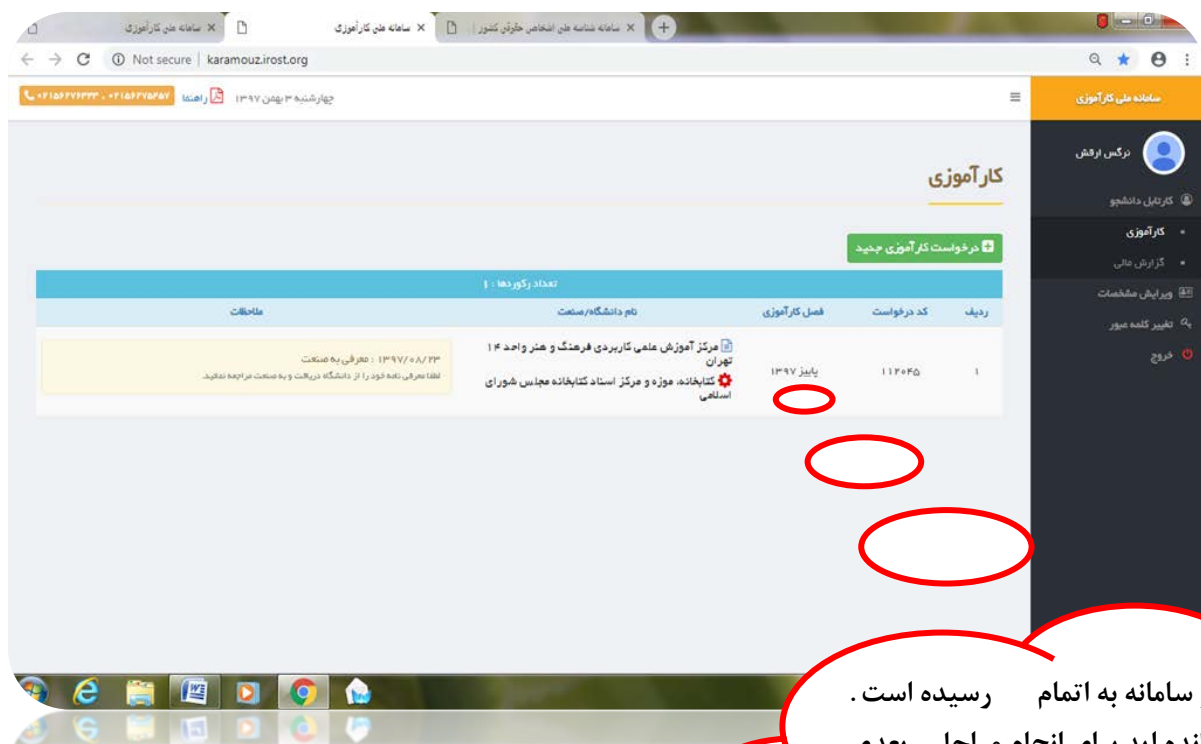 سامانه ملی کارآموزی
سامانه ملی کارآموزی
سامانه شناسه ملی اشخاص حقوقی کشور
Not secure | karamouz.irost.org
۰۲۱۵۶۲۷۵۲۵۷ ، ۰۲۱۵۶۲۷۶۳۳۳
راهنما
چهارشنبه ۳ بهمن ۱۳۹۷
سامانه ملی کارآموزی
نرگس ارقش
کارتابل دانشجو
کارآموزی
گزارش مالی
ویرایش مشخصات
تغییر کلمه عبور
خروج
کارآموزی
درخواست کارآموزی جدید
تعداد رکوردها : ۱
ردیف کد درخواست فصل کارآموزی نام دانشگاه/صنعت ملاحظات
۱ ۱۱۲۰۴۵ پاییز ۱۳۹۷
مرکز آموزش علمی کاربردی فرهنگ و هنر واحد ۱۴
تهران
کتابخانه، موزه و مرکز اسناد کتابخانه مجلس شورای
اسلامی
۱۳۹۷/۰۸/۲۳ : معرفی به صنعت
لطفا معرفی نامه خود را از دانشگاه دریافت و به صنعت مراجعه نمائید.
سامانه به اتمام رسیده است .